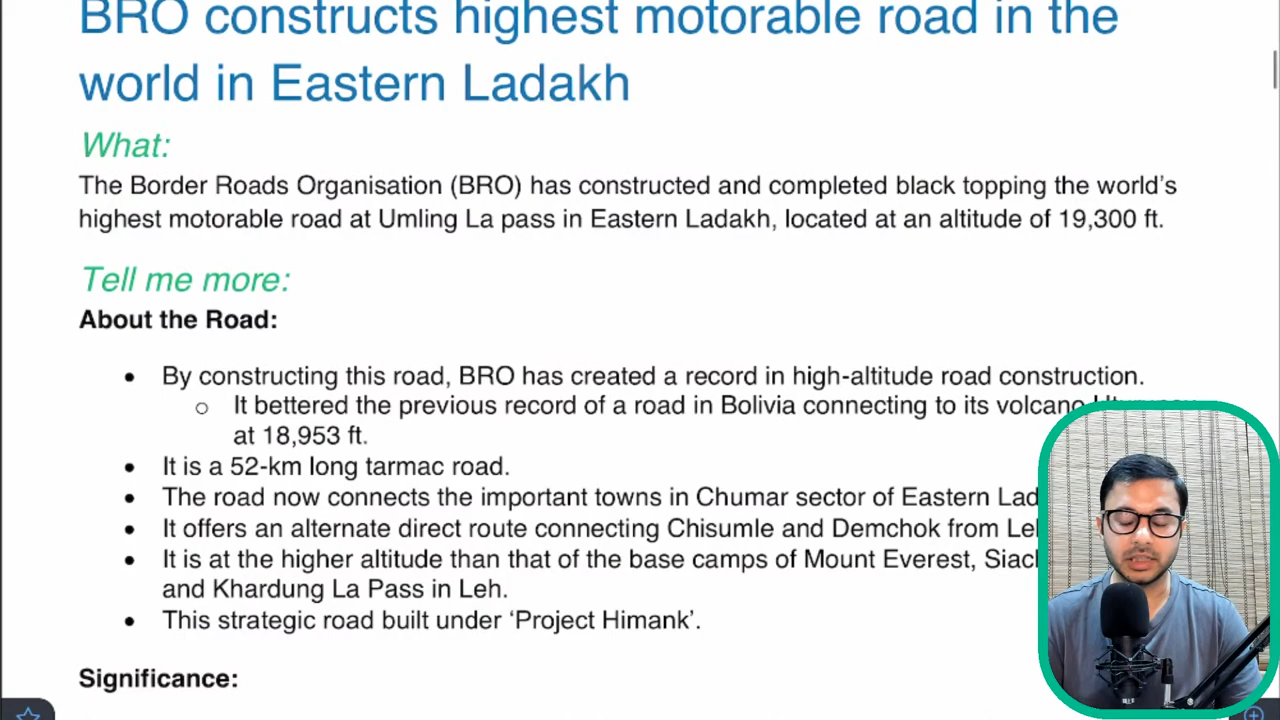 BRO constructs highest motorable road in the
world in Eastern Ladakh
What:
The Border Roads Organisation (BRO) has constructed and completed black topping the world's
highest motorable road at Umling La pass in Eastern Ladakh, located at an altitude of 19,300 ft.
Tell me more:
About the Road:
• By constructing this road, BRO has created a record in high-altitude road construction.
o It bettered the previous record of a road in Bolivia connecting to its volcano
at 18,953 ft.
• It is a 52-km long tarmac road.
• The road now connects the important towns in Chumar sector of Eastern Lad
• It offers an alternate direct route connecting Chisumle and Demchok from Le
• It is at the higher altitude than that of the base camps of Mount Everest, Siac
and Khardung La Pass in Leh.
• This strategic road built under 'Project Himank'.
Significance: